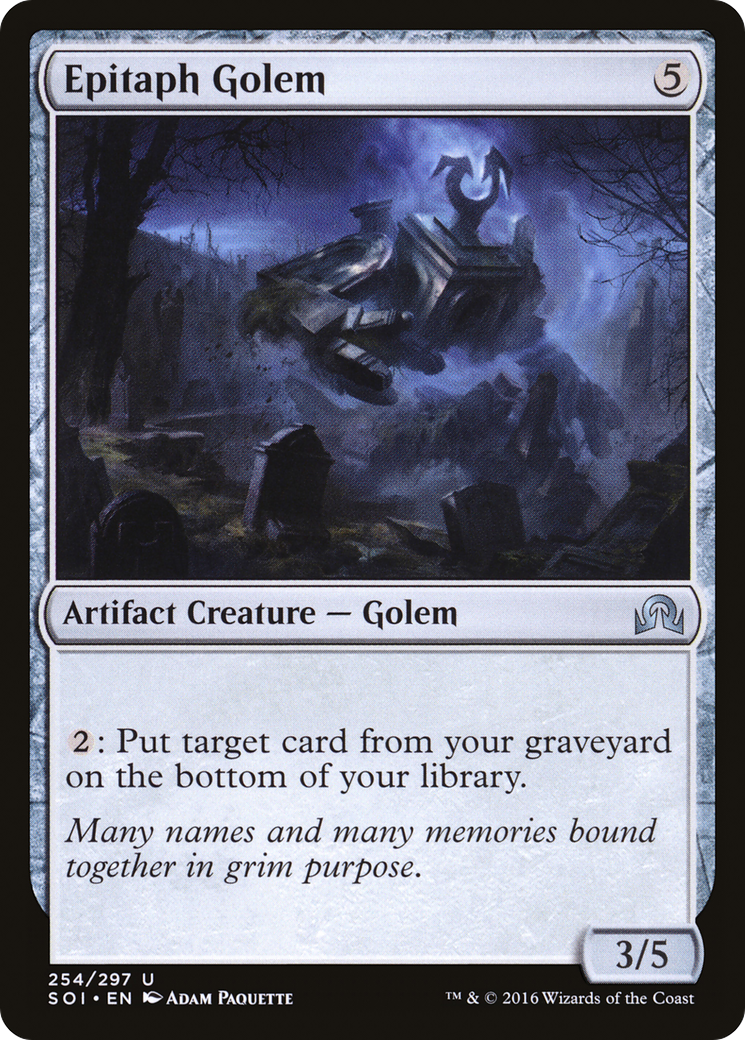 Epitaph Golem 5
Artifact Creature — Golem
2: Put target card from your graveyard
on the bottom of your library.
Many names and many memories bound
together in grim purpose.
3/5
254/297 U
SOI • EN Adam Paquette
™ & © 2016 Wizards of the Coast